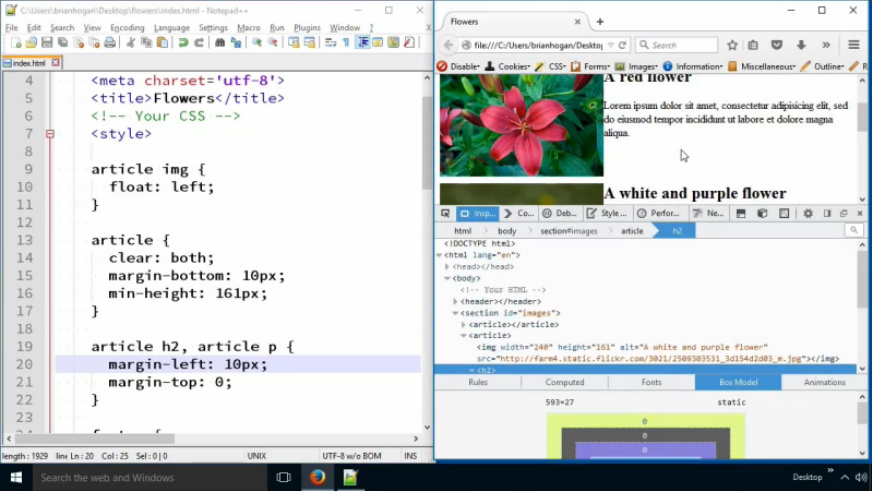 C:\Users\brianhogan\Desktop\flowers\index.html - Notepad++
File Edit Search View Encoding Language Settings Macro Run Plugins Window ?
index.html
4 <meta charset='utf-8'>
5 <title>Flowers</title>
6 <!-- Your CSS -->
7 <style>
8
9 article img {
10 float: left;
11 }
12
13 article {
14 clear: both;
15 margin-bottom: 10px;
16 min-height: 161px;
17 }
18
19 article h2, article p {
20 margin-left: 10px;
21 margin-top: 0;
22 }
23
length : 1929 line Ln : 20 Col : 25 Sel : 0 | 0 UNIX UTF-8 w/o BOM INS
Flowers
file:///C:/Users/brianhogan/Desktop Search
Disable Cookies CSS Forms Images Information Miscellaneous Outline
A red flower
Lorem ipsum dolor sit amet, consectetur adipisicing elit, sed
do eiusmod tempor incididunt ut labore et dolore magna
aliqua.
A white and purple flower
Insp... Co... Deb... Style ... Perfor... Ne...
html body section#images article h2
<!DOCTYPE html>
<html lang="en">
<head></head>
<body>
<!-- Your HTML -->
<header></header>
<section id="images">
<article></article>
<article>
<img width="240" height="161" alt="A white and purple flower"
src="http://farm4.static.flickr.com/3021/2509303531_3d154d2d03_m.jpg"></img>
<h2>
Rules Computed Fonts Box Model Animations
593×27 static
0
0
0
Search the web and Windows
Desktop